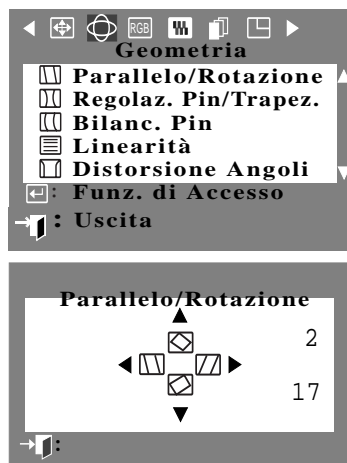 RGB
Geometria
Parallelo/Rotazione
Regolaz. Pin/Trapez.
Bilanc. Pin
Linearità
Distorsione Angoli
: Funz. di Accesso
: Uscita
Parallelo/Rotazione
2
17
: